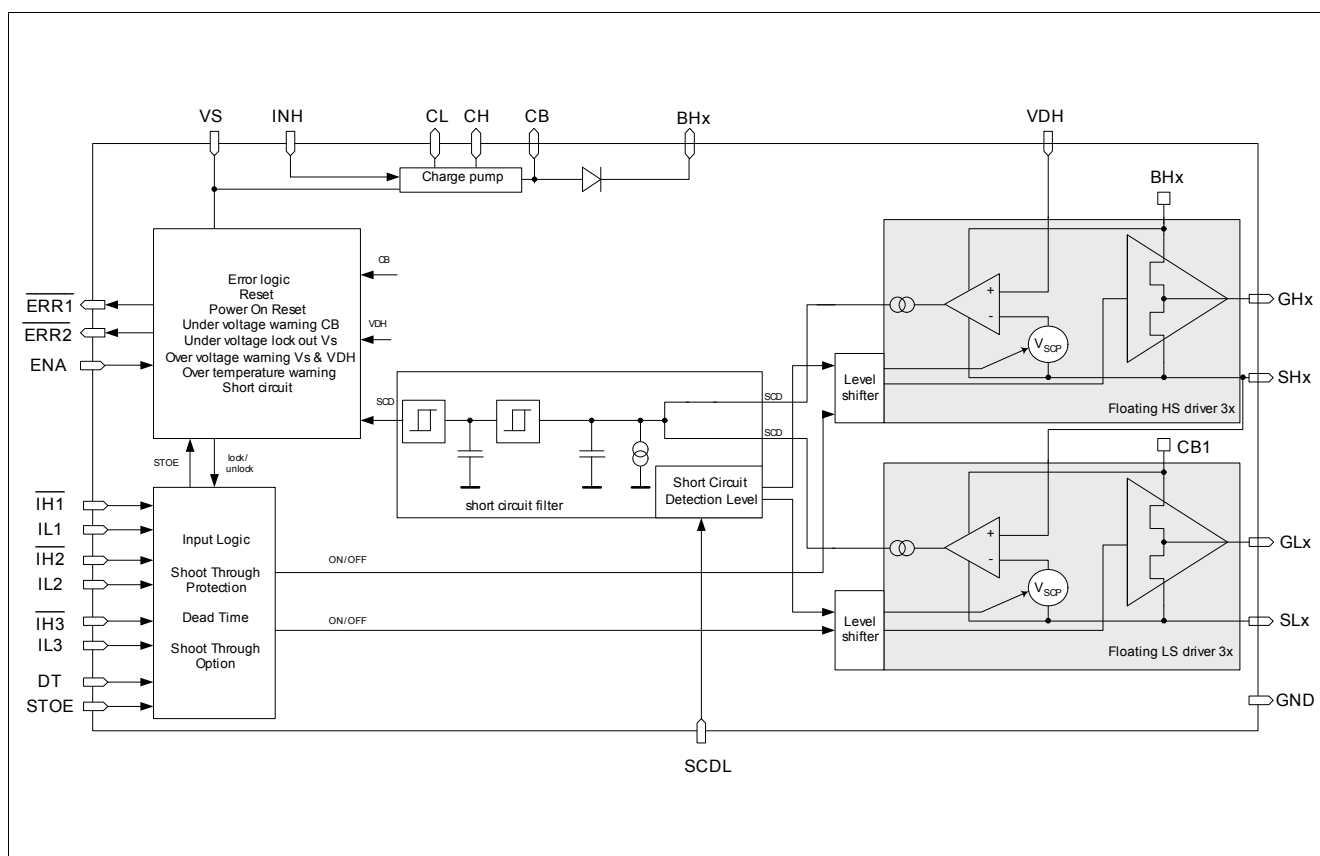 VS
INH
CL
CH
CB
BHx
VDH
Charge pump
BHx
Error logic
Reset
Power On Reset
Under voltage warning CB
Under voltage lock out Vs
Over voltage warning Vs & VDH
Over temperature warning
Short circuit
CB
VDH
ERR1
ERR2
ENA
GHx
VSCP
SHx
Level
shifter
Floating HS driver 3x
SCD
SCD
SCD
STOE
lock/
unlock
short circuit filter
Short Circuit
Detection Level
CB1
IH1
IL1
IH2
IL2
IH3
IL3
DT
STOE
Input Logic
Shoot Through
Protection
Dead Time
Shoot Through
Option
ON/OFF
ON/OFF
GLx
VSCP
Level
shifter
SLx
Floating LS driver 3x
GND
SCDL